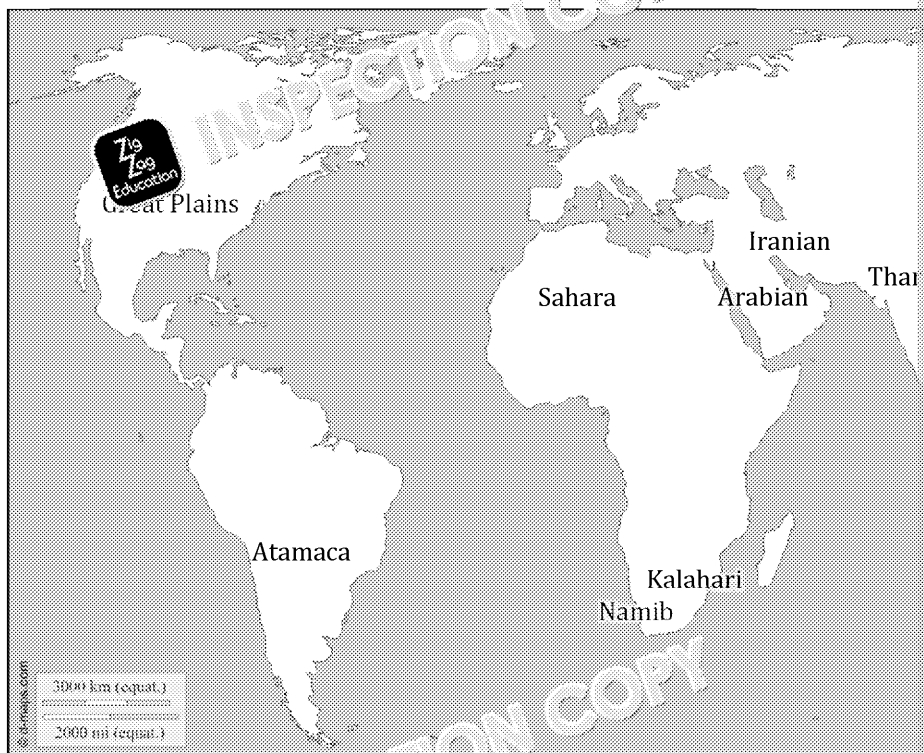 INSPECTION COPY
Zig
Zag
Education
Great Plains
Iranian
Thar
Sahara
Arabian
Atamaca
Kalahari
Namib
© d-maps.com
3000 km (equat.)
2000 mi (equat.)
TION COPY